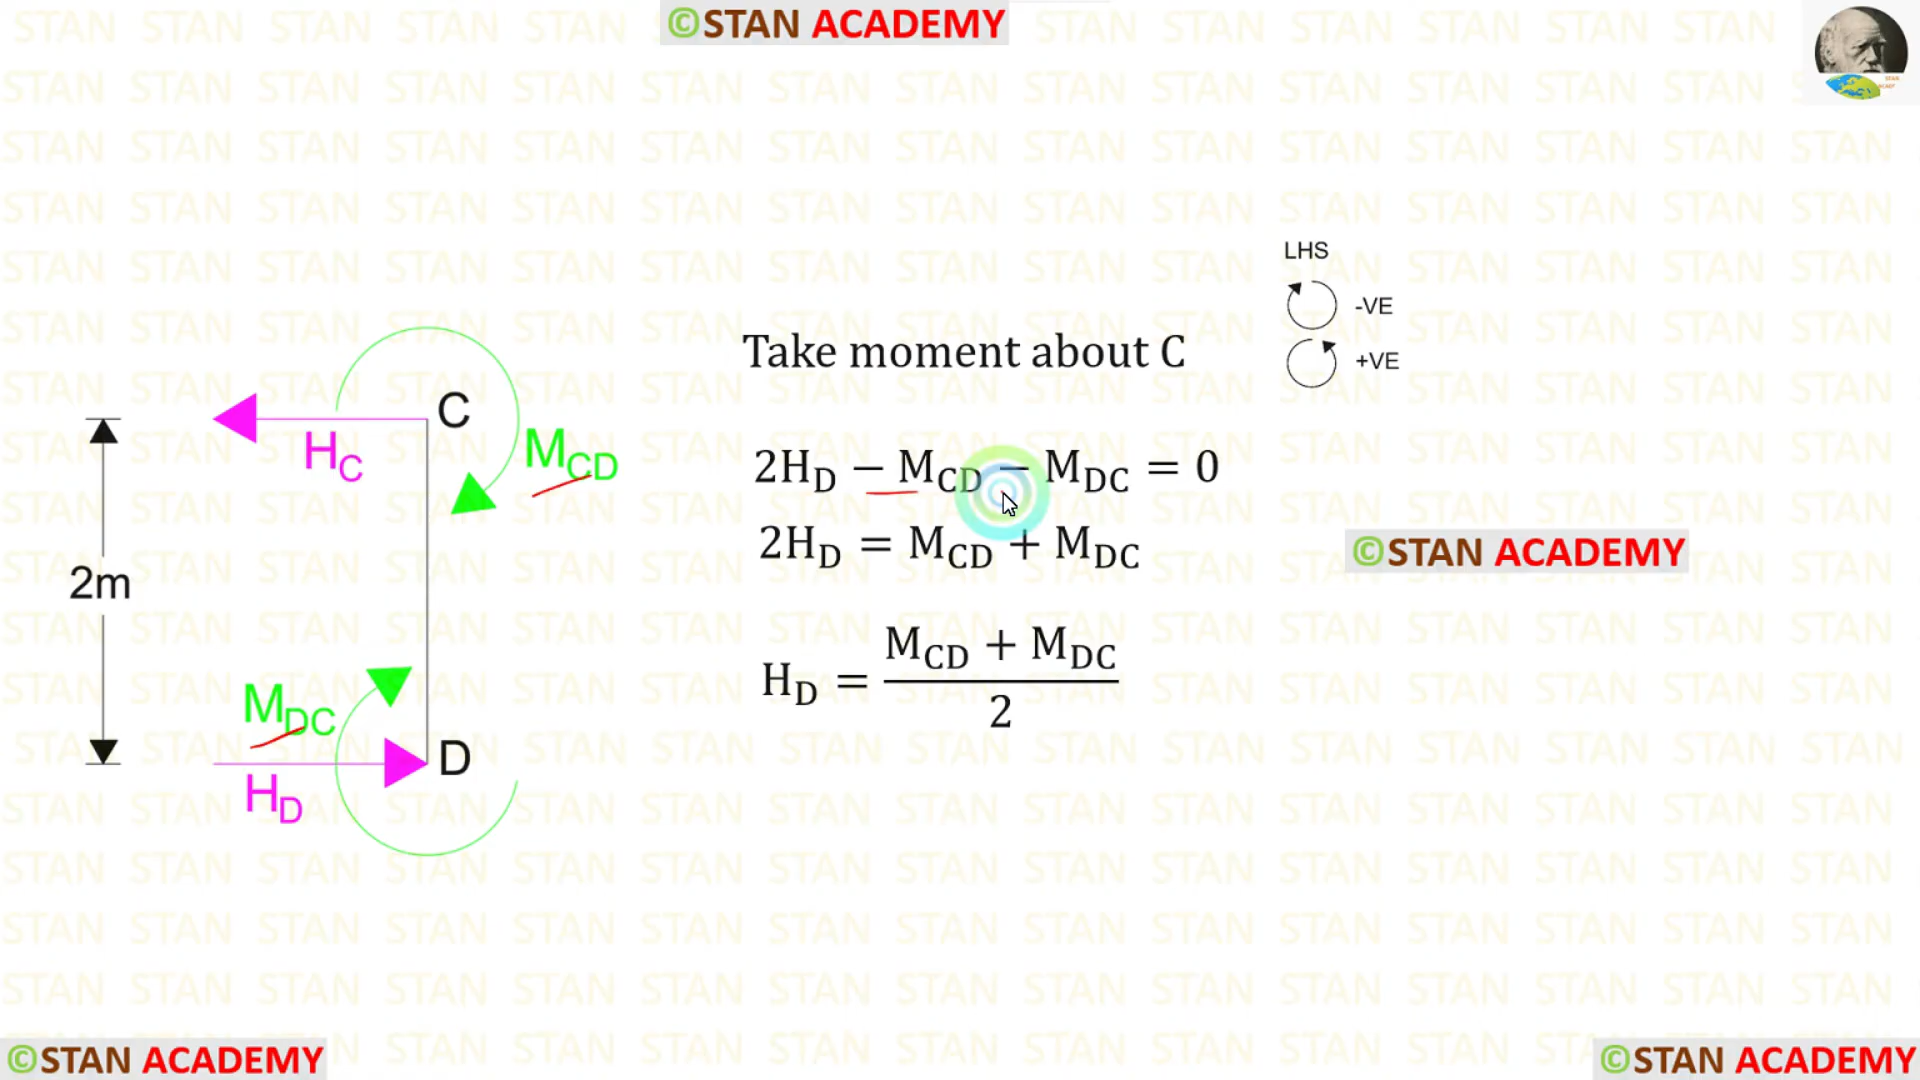 ©STAN ACADEMY
LHS
-VE
+VE
Take moment about C
C
H_C
M_CD
2H_D − M_CD − M_DC = 0
2H_D = M_CD + M_DC
©STAN ACADEMY
2m
H_D = (M_CD + M_DC)/2
M_DC
D
H_D
©STAN ACADEMY
©STAN ACADEMY